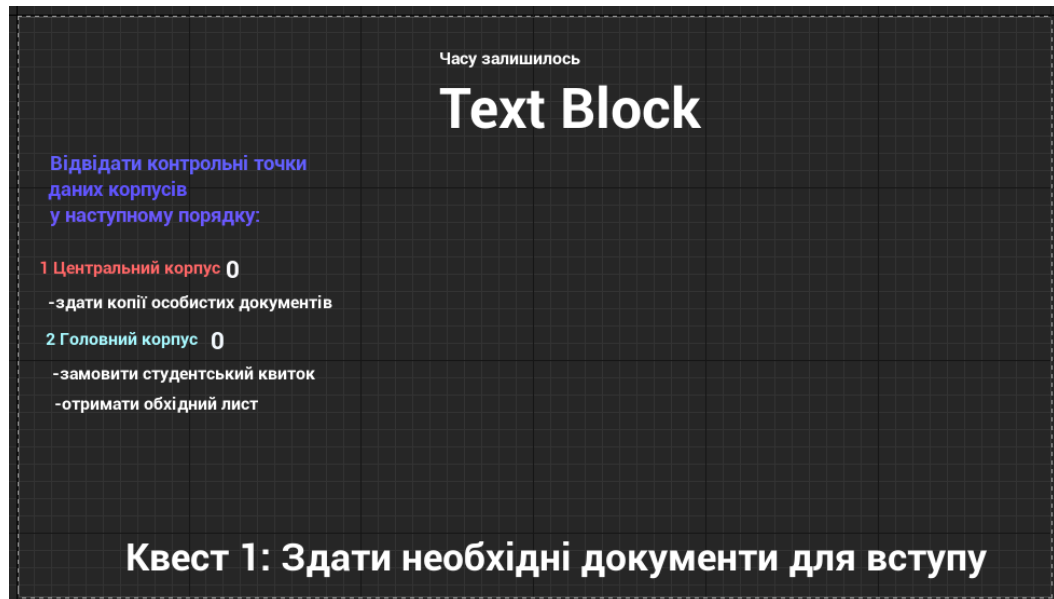 Часу залишилось
Text Block
Відвідати контрольні точки
даних корпусів
у наступному порядку:
1 Центральний корпус 0
-здати копії особистих документів
2 Головний корпус 0
-замовити студентський квиток
-отримати обхідний лист
Квест 1: Здати необхідні документи для вступу